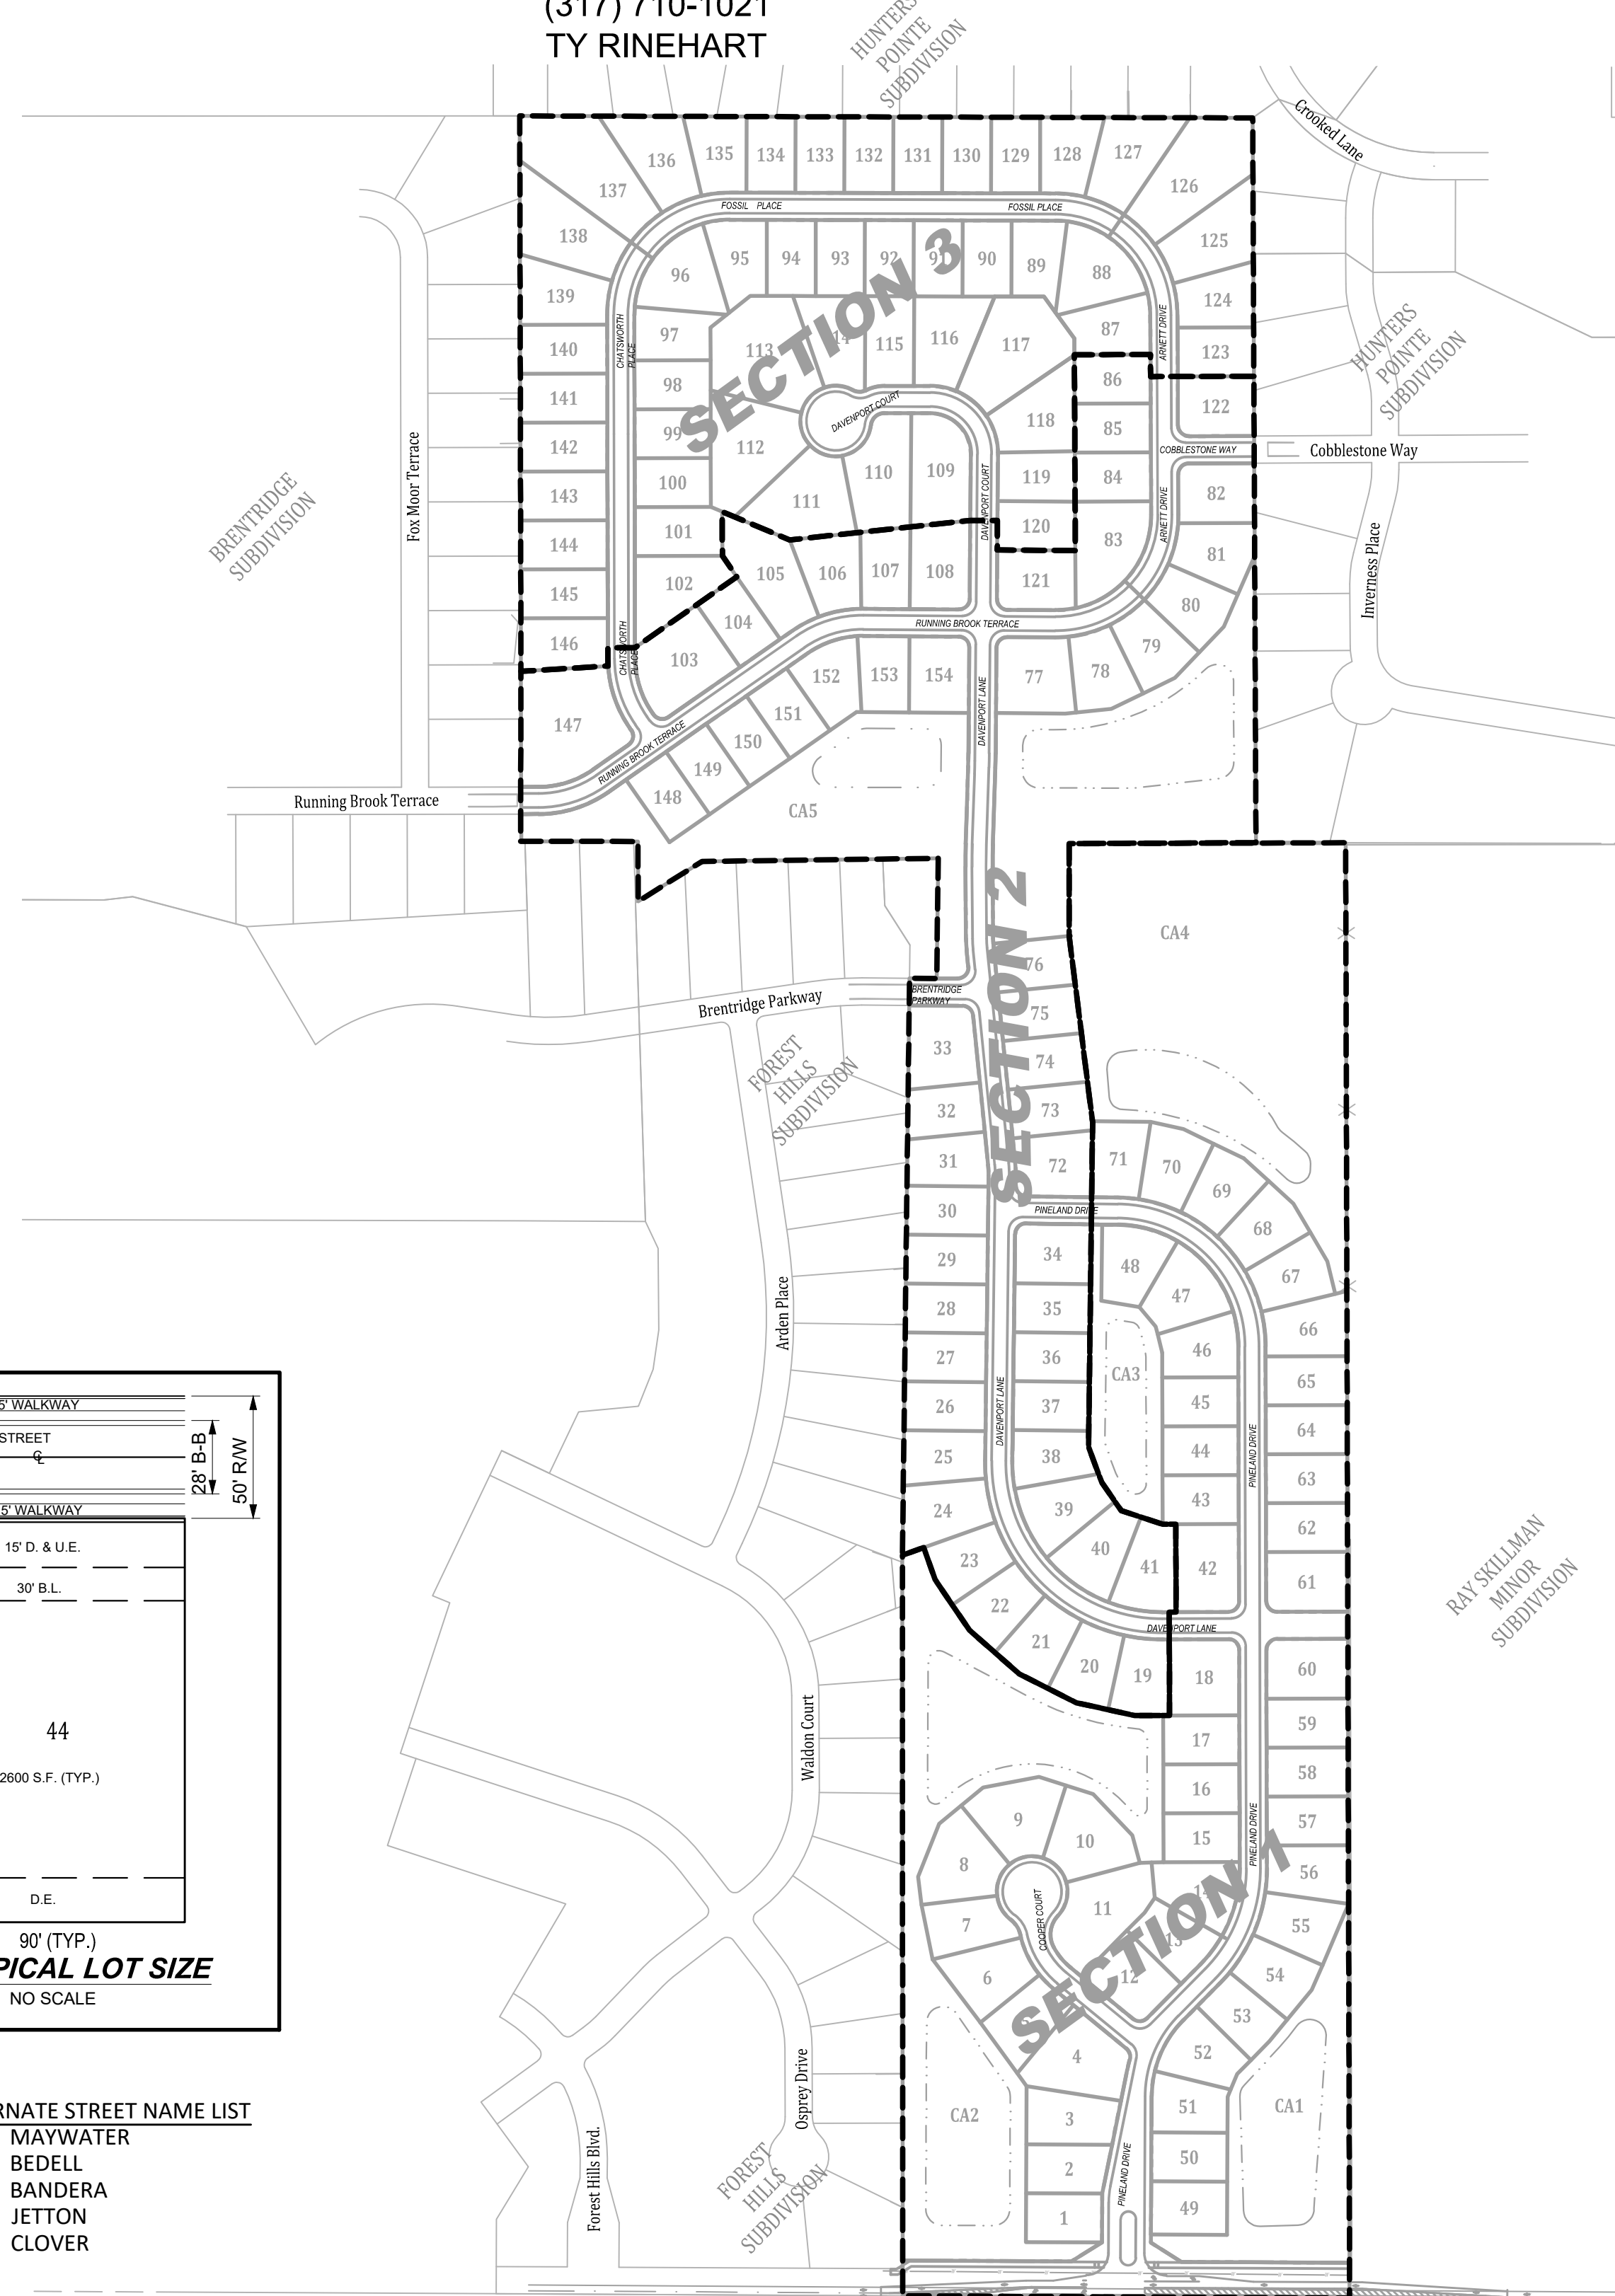 (317) 710-1021
TY RINEHART
HUNTERS
POINTE
SUBDIVISION
Crooked Lane
136
135
134
133
132
131
130
129
128
127
137
126
FOSSIL PLACE
FOSSIL PLACE
138
125
96
95
94
93
92
91
90
89
88
139
124
SECTION 3
CHATSWORTH
PLACE
97
113
115
116
117
87
ARNETT DRIVE
140
123
HUNTERS
POINTE
SUBDIVISION
98
86
141
DAVENPORT COURT
122
99
112
118
85
142
COBBLESTONE WAY
Cobblestone Way
Fox Moor Terrace
100
111
110
109
DAVENPORT COURT
119
84
82
143
ARNETT DRIVE
BRENTRIDGE
SUBDIVISION
101
120
83
144
81
Inverness Place
102
105
106
107
108
121
145
80
104
RUNNING BROOK TERRACE
146
CHATSWORTH
PLACE
103
152
153
154
77
78
79
147
151
DAVENPORT LANE
150
RUNNING BROOK TERRACE
149
148
Running Brook Terrace
CA5
SECTION 2
CA4
76
BRENTRIDGE
PARKWAY
Brentridge Parkway
75
33
74
FOREST
HILLS
SUBDIVISION
32
73
31
72
71
70
69
30
PINELAND DRIVE
68
29
34
48
67
28
35
47
66
Arden Place
27
36
CA3
46
65
26
37
45
DAVENPORT LANE
64
25
38
44
PINELAND DRIVE
63
24
39
43
62
23
40
41
42
61
22
DAVENPORT LANE
21
20
19
18
60
RAY SKILLMAN
MINOR
SUBDIVISION
17
59
Waldon Court
16
58
9
10
15
PINELAND DRIVE
57
8
56
11
7
COOPER COURT
13
55
SECTION 1
6
12
54
53
4
52
Osprey Drive
CA2
3
51
CA1
2
50
PINELAND DRIVE
1
49
Forest Hills Blvd.
FOREST
HILLS
SUBDIVISION
5' WALKWAY
STREET
℄
28' B-B
50' R/W
5' WALKWAY
15' D. & U.E.
30' B.L.
44
2600 S.F. (TYP.)
D.E.
90' (TYP.)
PICAL LOT SIZE
NO SCALE
RNATE STREET NAME LIST
MAYWATER
BEDELL
BANDERA
JETTON
CLOVER